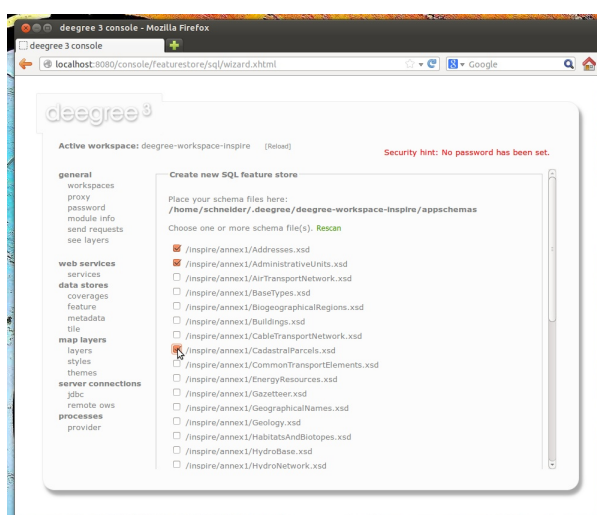 deegree 3 console - Mozilla Firefox
deegree 3 console
localhost:8080/console/featurestore/sql/wizard.xhtml
Google
deegree 3
Active workspace: deegree-workspace-inspire [Reload]
Security hint: No password has been set.
general
workspaces
proxy
password
module info
send requests
see layers
web services
services
data stores
coverages
feature
metadata
tile
map layers
layers
styles
themes
server connections
jdbc
remote ows
processes
provider
Create new SQL feature store
Place your schema files here:
/home/schneider/.deegree/deegree-workspace-inspire/appschemas
Choose one or more schema file(s). Rescan
/inspire/annex1/Addresses.xsd
/inspire/annex1/AdministrativeUnits.xsd
/inspire/annex1/AirTransportNetwork.xsd
/inspire/annex1/BaseTypes.xsd
/inspire/annex1/BiogeographicalRegions.xsd
/inspire/annex1/Buildings.xsd
/inspire/annex1/CableTransportNetwork.xsd
/inspire/annex1/CadastralParcels.xsd
/inspire/annex1/CommonTransportElements.xsd
/inspire/annex1/EnergyResources.xsd
/inspire/annex1/Gazetteer.xsd
/inspire/annex1/GeographicalNames.xsd
/inspire/annex1/Geology.xsd
/inspire/annex1/HabitatsAndBiotopes.xsd
/inspire/annex1/HydroBase.xsd
/inspire/annex1/HydroNetwork.xsd